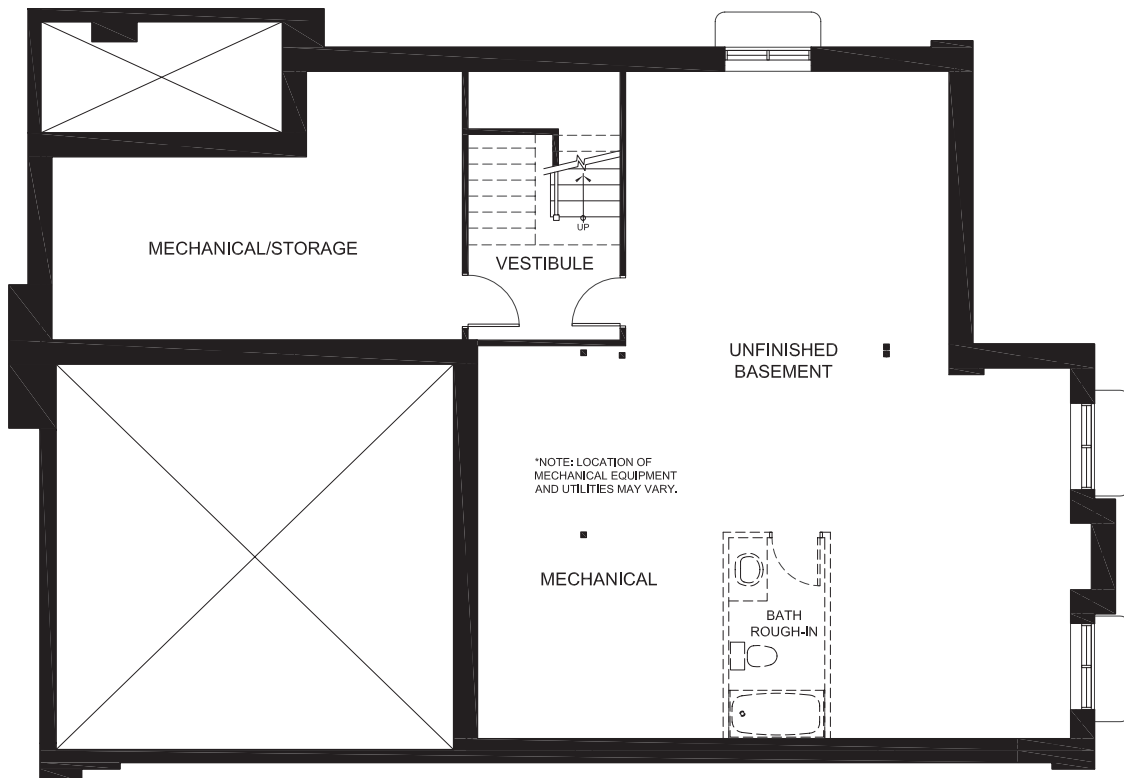 MECHANICAL/STORAGE
UP
VESTIBULE
UNFINISHED
BASEMENT
*NOTE: LOCATION OF
MECHANICAL EQUIPMENT
AND UTILITIES MAY VARY.
MECHANICAL
BATH
ROUGH-IN